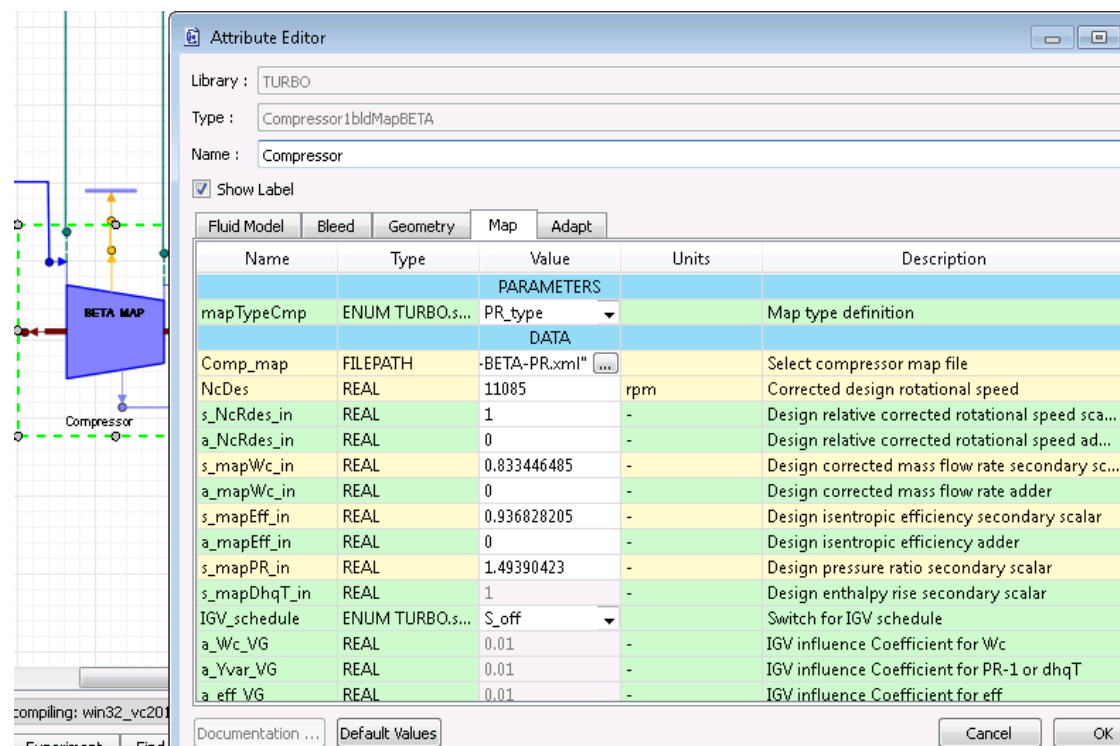 Attribute Editor
Library : TURBO
Type : Compressor1bldMapBETA
Name : Compressor
Show Label
Fluid Model Bleed Geometry Map Adapt
Name Type Value Units Description
PARAMETERS
mapTypeCmp ENUM TURBO.s... PR_type Map type definition
DATA
Comp_map FILEPATH -BETA-PR.xml" ... Select compressor map file
NcDes REAL 11085 rpm Corrected design rotational speed
s_NcRdes_in REAL 1 - Design relative corrected rotational speed sca...
a_NcRdes_in REAL 0 - Design relative corrected rotational speed ad...
s_mapWc_in REAL 0.833446485 - Design corrected mass flow rate secondary sc...
a_mapWc_in REAL 0 - Design corrected mass flow rate adder
s_mapEff_in REAL 0.936828205 - Design isentropic efficiency secondary scalar
a_mapEff_in REAL 0 - Design isentropic efficiency adder
s_mapPR_in REAL 1.49390423 - Design pressure ratio secondary scalar
s_mapDhqT_in REAL 1 - Design enthalpy rise secondary scalar
IGV_schedule ENUM TURBO.s... S_off Switch for IGV schedule
a_Wc_VG REAL 0.01 - IGV influence Coefficient for Wc
a_Yvar_VG REAL 0.01 - IGV influence Coefficient for PR-1 or dhqT
a_eff_VG REAL 0.01 - IGV influence Coefficient for eff
Documentation ... Default Values Cancel OK
BETA MAP
Compressor
compiling: win32_vc201
Experiment Find